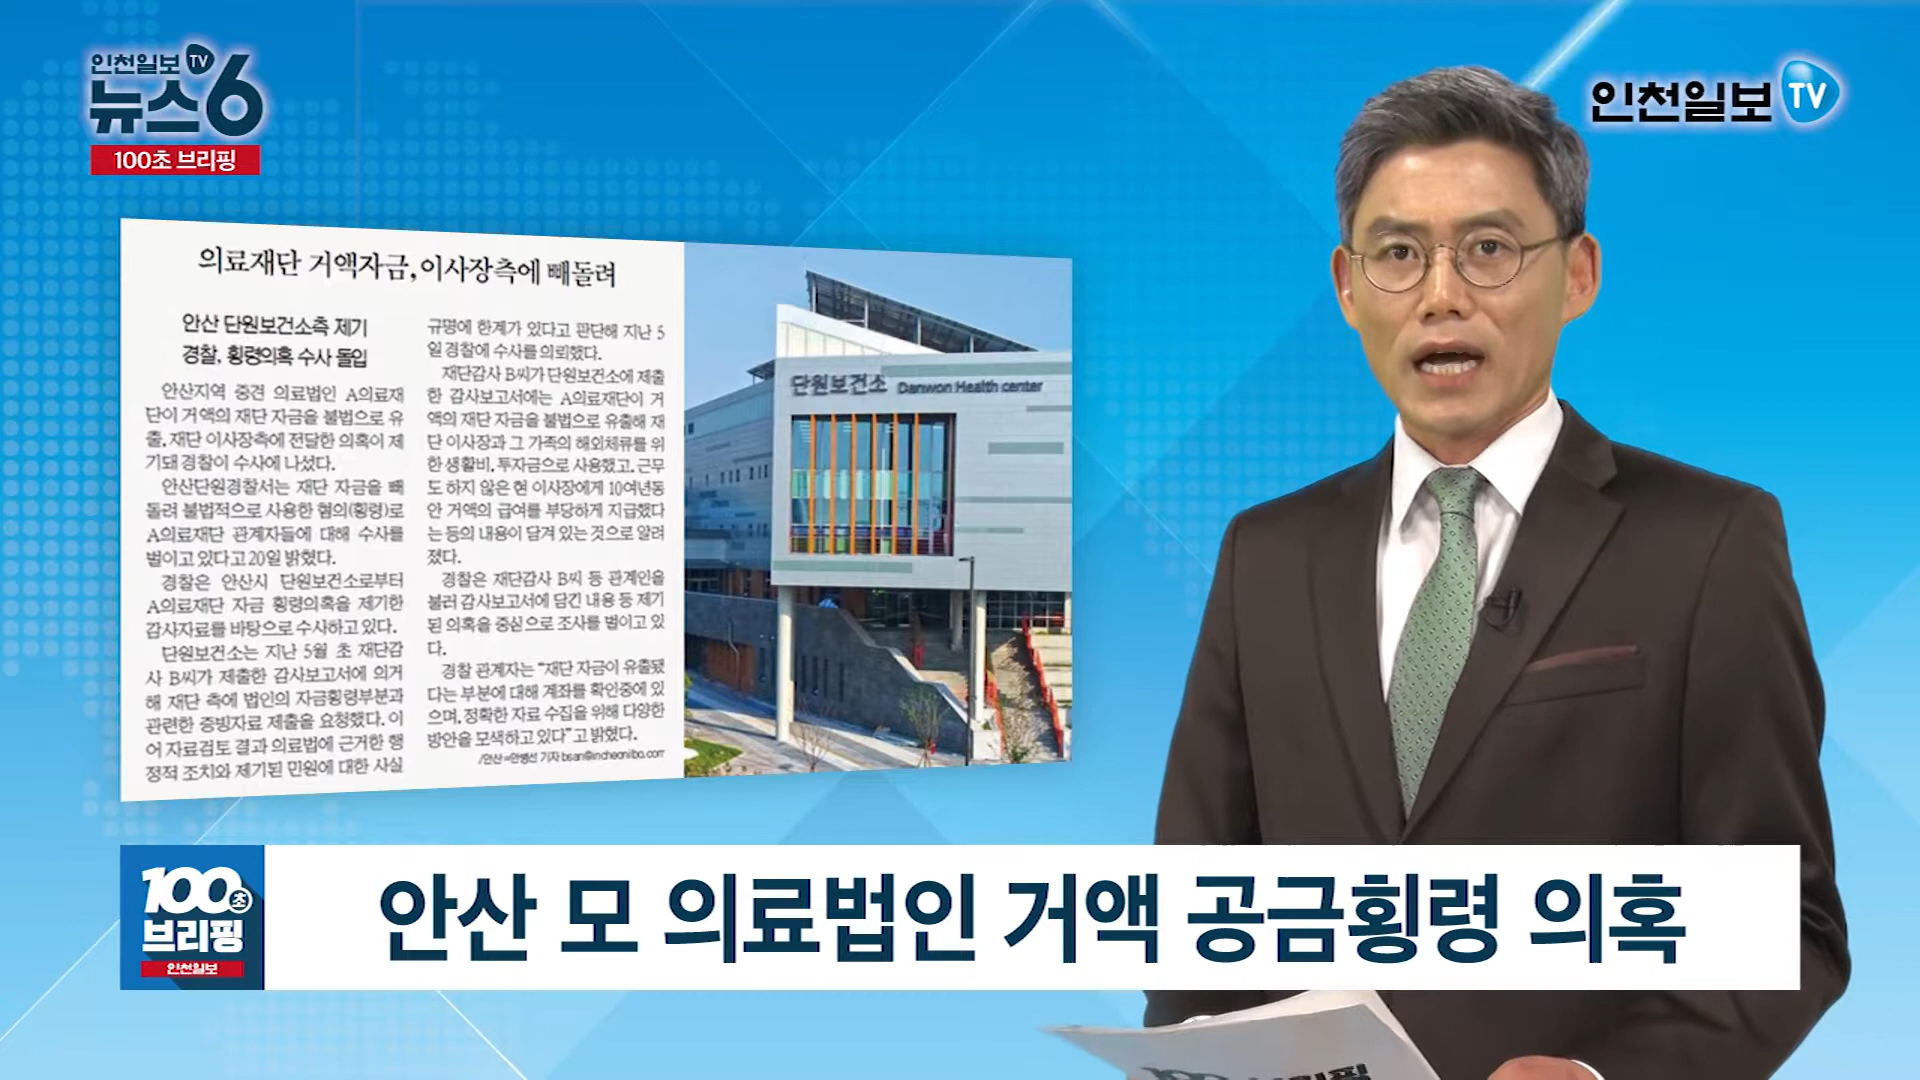 인천일보 TV
뉴스6
100초 브리핑
인천일보 TV
의료재단 거액자금, 이사장측에 빼돌려
안산 단원보건소측 제기
경찰, 횡령의혹 수사 돌입
안산지역 중견 의료법인 A의료재
단이 거액의 재단 자금을 불법으로 유
출, 재단 이사장측에 전달한 의혹이 제
기돼 경찰이 수사에 나섰다.
안산단원경찰서는 재단 자금을 빼
돌려 불법적으로 사용한 혐의(횡령)로
A의료재단 관계자들에 대해 수사를
벌이고 있다고 20일 밝혔다.
경찰은 안산시 단원보건소로부터
A의료재단 자금 횡령의혹을 제기한
감사자료를 바탕으로 수사하고 있다.
단원보건소는 지난 5월 초 재단감
사 B씨가 제출한 감사보고서에 의거
해 재단 측에 법인의 자금횡령부분과
관련한 증빙자료 제출을 요청했다. 이
어 자료검토 결과 의료법에 근거한 행
정적 조치와 제기된 민원에 대한 사실
규명에 한계가 있다고 판단해 지난 5
일 경찰에 수사를 의뢰했다.
재단감사 B씨가 단원보건소에 제출
한 감사보고서에는 A의료재단이 거
액의 재단 자금을 불법으로 유출해 재
단 이사장과 그 가족의 해외체류를 위
한 생활비, 투자금으로 사용했고, 근무
도 하지 않은 현 이사장에게 10여년동
안 거액의 급여를 부당하게 지급했다
는 등의 내용이 담겨 있는 것으로 알려
졌다.
경찰은 재단감사 B씨 등 관계인을
불러 감사보고서에 담긴 내용 등 제기
된 의혹을 중심으로 조사를 벌이고 있
다.
경찰 관계자는 "재단 자금이 유출됐
다는 부분에 대해 계좌를 확인중에 있
으며, 정확한 자료 수집을 위해 다양한
방안을 모색하고 있다"고 밝혔다.
/안산=안병선 기자 bsan@incheonilbo.com
단원보건소 Danwon Health center
100초
브리핑
인천일보
안산 모 의료법인 거액 공금횡령 의혹